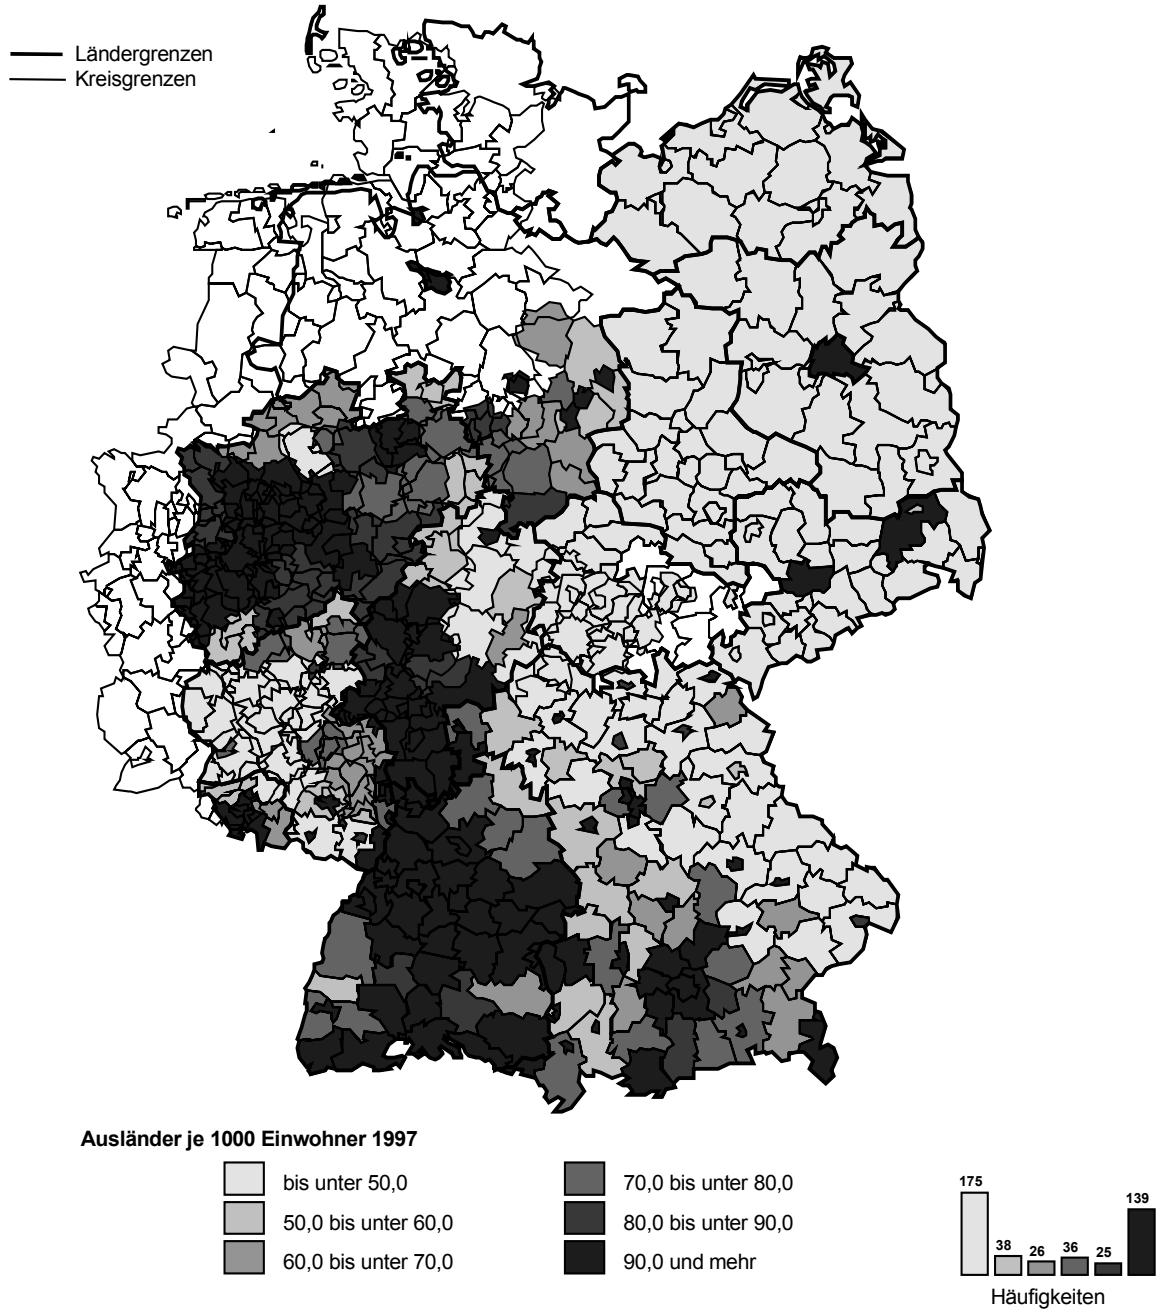 Ländergrenzen
Kreisgrenzen
Ausländer je 1000 Einwohner 1997
bis unter 50,0
50,0 bis unter 60,0
60,0 bis unter 70,0
70,0 bis unter 80,0
80,0 bis unter 90,0
90,0 und mehr
175
38
26
36
25
139
Häufigkeiten